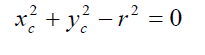 $x_c^2 + y_c^2 - r^2 = 0$